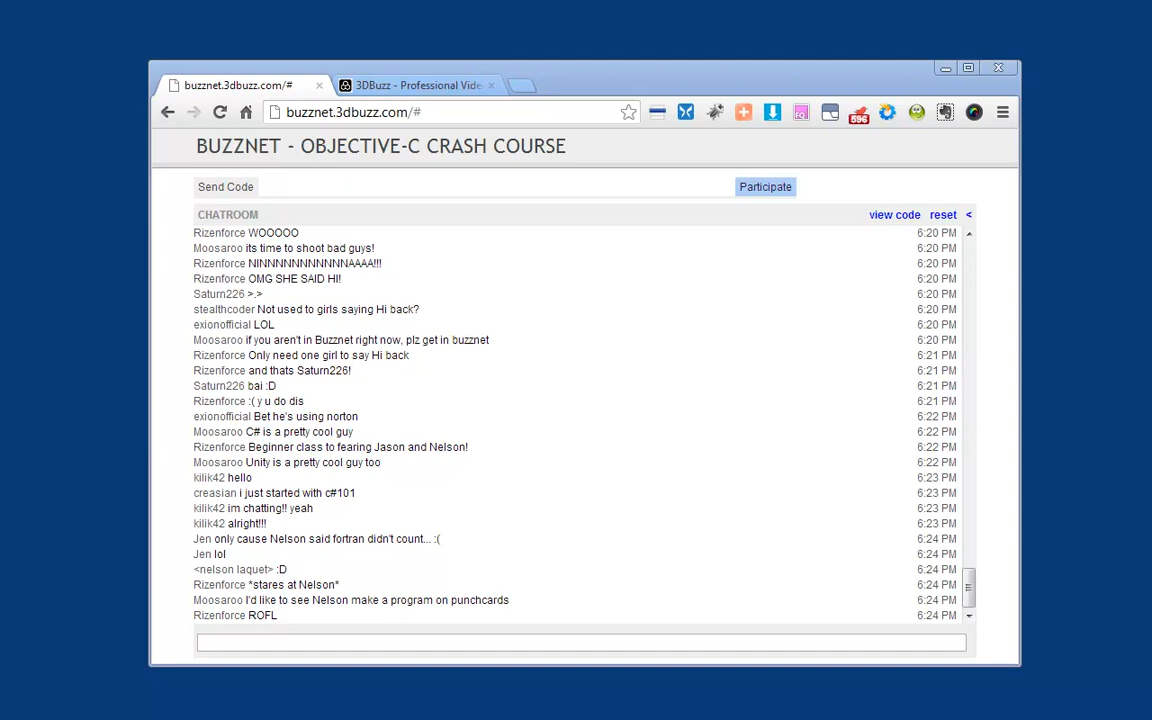 buzznet.3dbuzz.com/#
3DBuzz - Professional Vide
buzznet.3dbuzz.com/#
596
BUZZNET - OBJECTIVE-C CRASH COURSE
Send Code
Participate
CHATROOM view code reset <
Rizenforce WOOOOO 6:20 PM
Moosaroo its time to shoot bad guys! 6:20 PM
Rizenforce NINNNNNNNNNNAAAA!!! 6:20 PM
Rizenforce OMG SHE SAID HI! 6:20 PM
Saturn226 >.> 6:20 PM
stealthcoder Not used to girls saying Hi back? 6:20 PM
exionofficial LOL 6:20 PM
Moosaroo if you aren't in Buzznet right now, plz get in buzznet 6:20 PM
Rizenforce Only need one girl to say Hi back 6:21 PM
Rizenforce and thats Saturn226! 6:21 PM
Saturn226 bai :D 6:21 PM
Rizenforce :( y u do dis 6:21 PM
exionofficial Bet he's using norton 6:22 PM
Moosaroo C# is a pretty cool guy 6:22 PM
Rizenforce Beginner class to fearing Jason and Nelson! 6:22 PM
Moosaroo Unity is a pretty cool guy too 6:22 PM
kilik42 hello 6:23 PM
creasian i just started with c#101 6:23 PM
kilik42 im chatting!! yeah 6:23 PM
kilik42 alright!!! 6:23 PM
Jen only cause Nelson said fortran didn't count... :( 6:24 PM
Jen lol 6:24 PM
<nelson laquet> :D 6:24 PM
Rizenforce *stares at Nelson* 6:24 PM
Moosaroo I'd like to see Nelson make a program on punchcards 6:24 PM
Rizenforce ROFL 6:24 PM